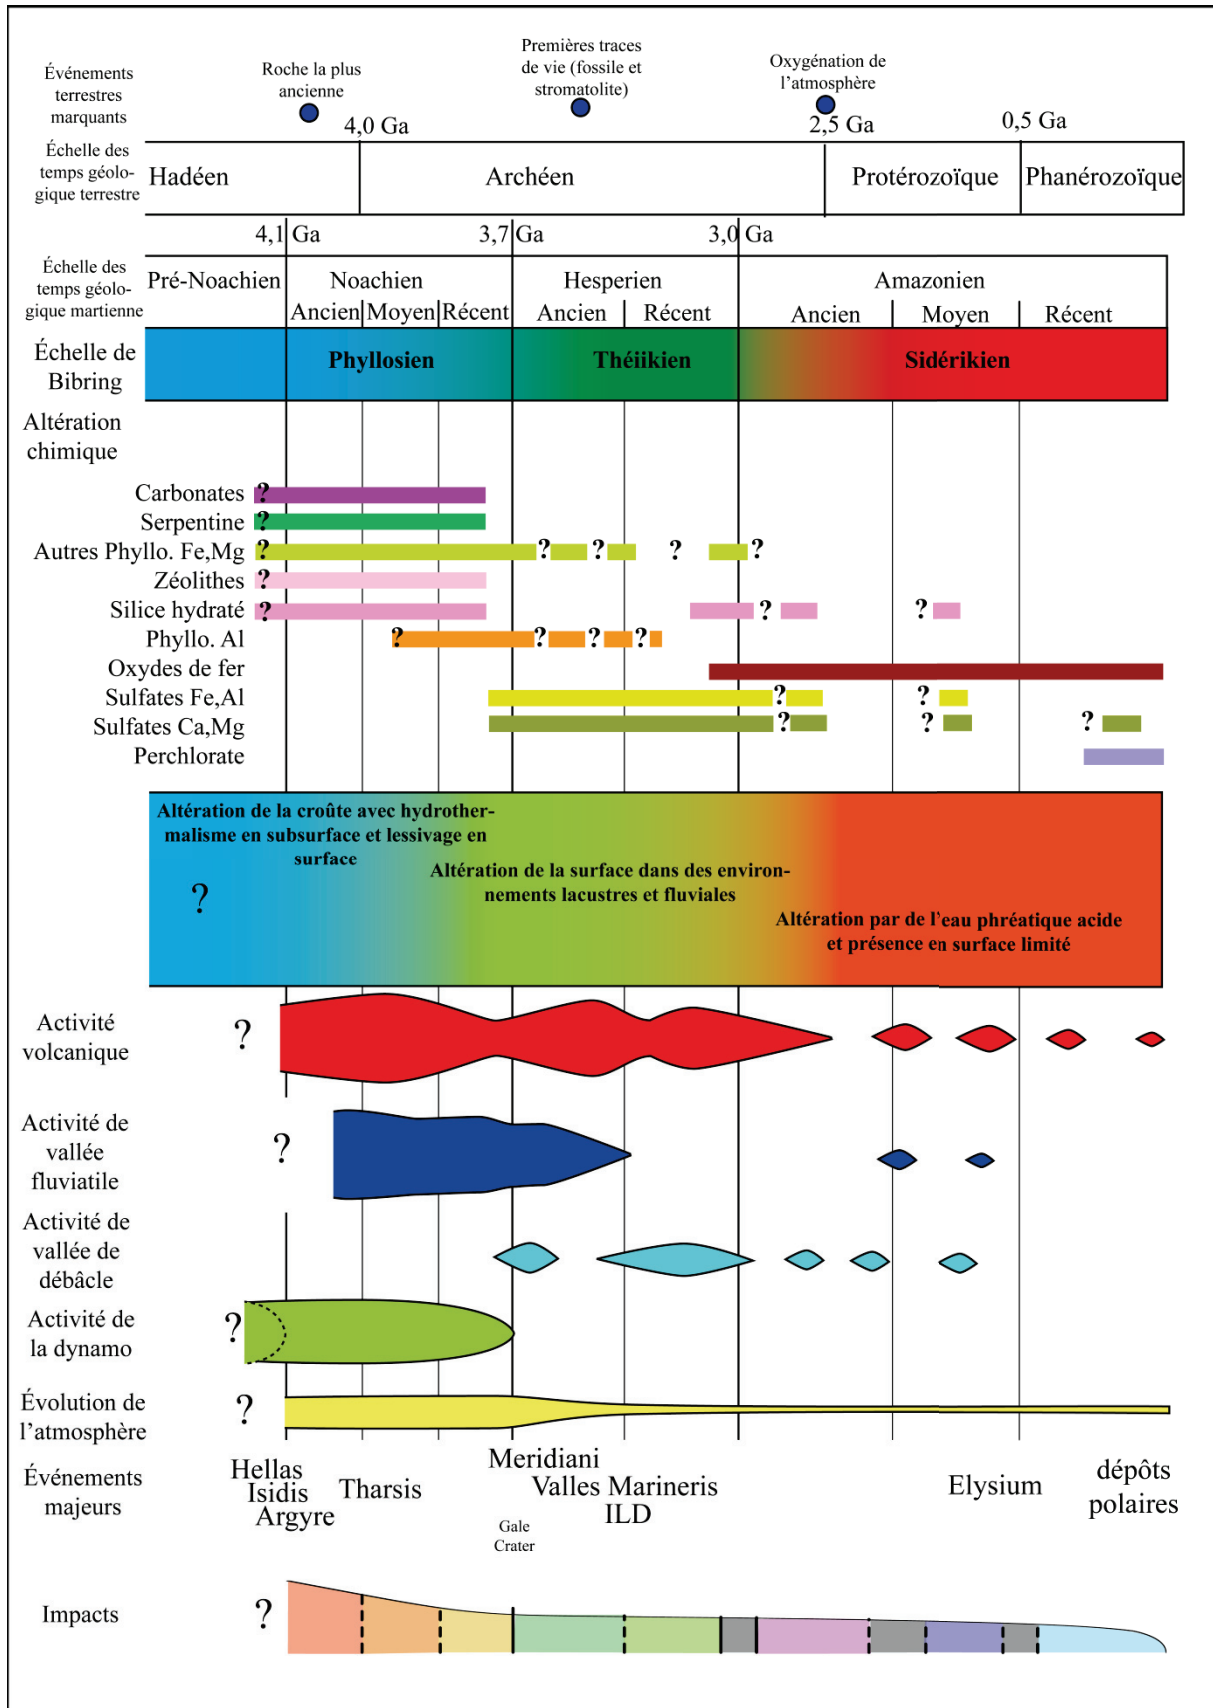 Événements
terrestres
marquants
Roche la plus
ancienne
Premières traces
de vie (fossile et
stromatolite)
Oxygénation de
l'atmosphère
4,0 Ga
2,5 Ga
0,5 Ga
Échelle des
temps géolo-
gique terrestre
Hadéen
Archéen
Protérozoïque
Phanérozoïque
4,1 Ga
3,7 Ga
3,0 Ga
Échelle des
temps géolo-
gique martienne
Pré-Noachien
Noachien
Hesperien
Amazonien
Ancien
Moyen
Récent
Ancien
Récent
Ancien
Moyen
Récent
Échelle de
Bibring
Phyllosien
Théiikien
Sidérikien
Altération
chimique
Carbonates
?
Serpentine
?
Autres Phyllo. Fe,Mg
? ? ? ? ?
Zéolithes
?
Silice hydraté
? ? ?
Phyllo. Al
? ? ? ?
Oxydes de fer
Sulfates Fe,Al
? ?
Sulfates Ca,Mg
? ? ?
Perchlorate
Altération de la croûte avec hydrother-
malisme en subsurface et lessivage en
surface
?
Altération de la surface dans des environ-
nements lacustres et fluviales
Altération par de l'eau phréatique acide
et présence en surface limité
Activité
volcanique
?
Activité de
vallée
fluviatile
?
Activité de
vallée de
débâcle
Activité de
la dynamo
?
Évolution de
l'atmosphère
?
Événements
majeurs
Hellas
Isidis
Argyre
Tharsis
Meridiani
Valles Marineris
ILD
Gale
Crater
Elysium
dépôts
polaires
Impacts
?